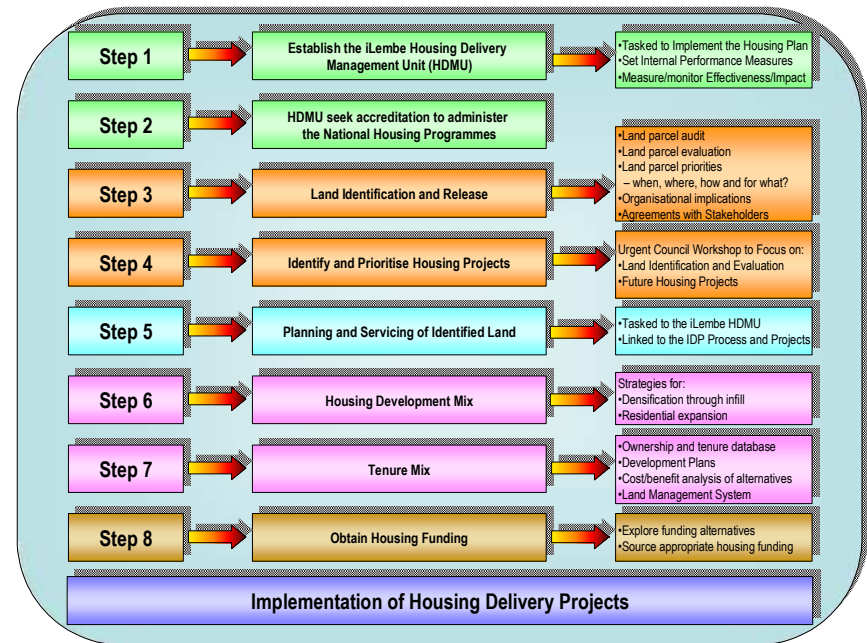 Step 1
Establish the iLembe Housing Delivery
Management Unit (HDMU)
•Tasked to Implement the Housing Plan
•Set Internal Performance Measures
•Measure/monitor Effectiveness/Impact
Step 2
HDMU seek accreditation to administer
the National Housing Programmes
Step 3
Land Identification and Release
•Land parcel audit
•Land parcel evaluation
•Land parcel priorities
– when, where, how and for what?
•Organisational implications
•Agreements with Stakeholders
Step 4
Identify and Prioritise Housing Projects
Urgent Council Workshop to Focus on:
•Land Identification and Evaluation
•Future Housing Projects
Step 5
Planning and Servicing of Identified Land
•Tasked to the iLembe HDMU
•Linked to the IDP Process and Projects
Step 6
Housing Development Mix
Strategies for:
•Densification through infill
•Residential expansion
Step 7
Tenure Mix
•Ownership and tenure database
•Development Plans
•Cost/benefit analysis of alternatives
•Land Management System
Step 8
Obtain Housing Funding
•Explore funding alternatives
•Source appropriate housing funding
Implementation of Housing Delivery Projects